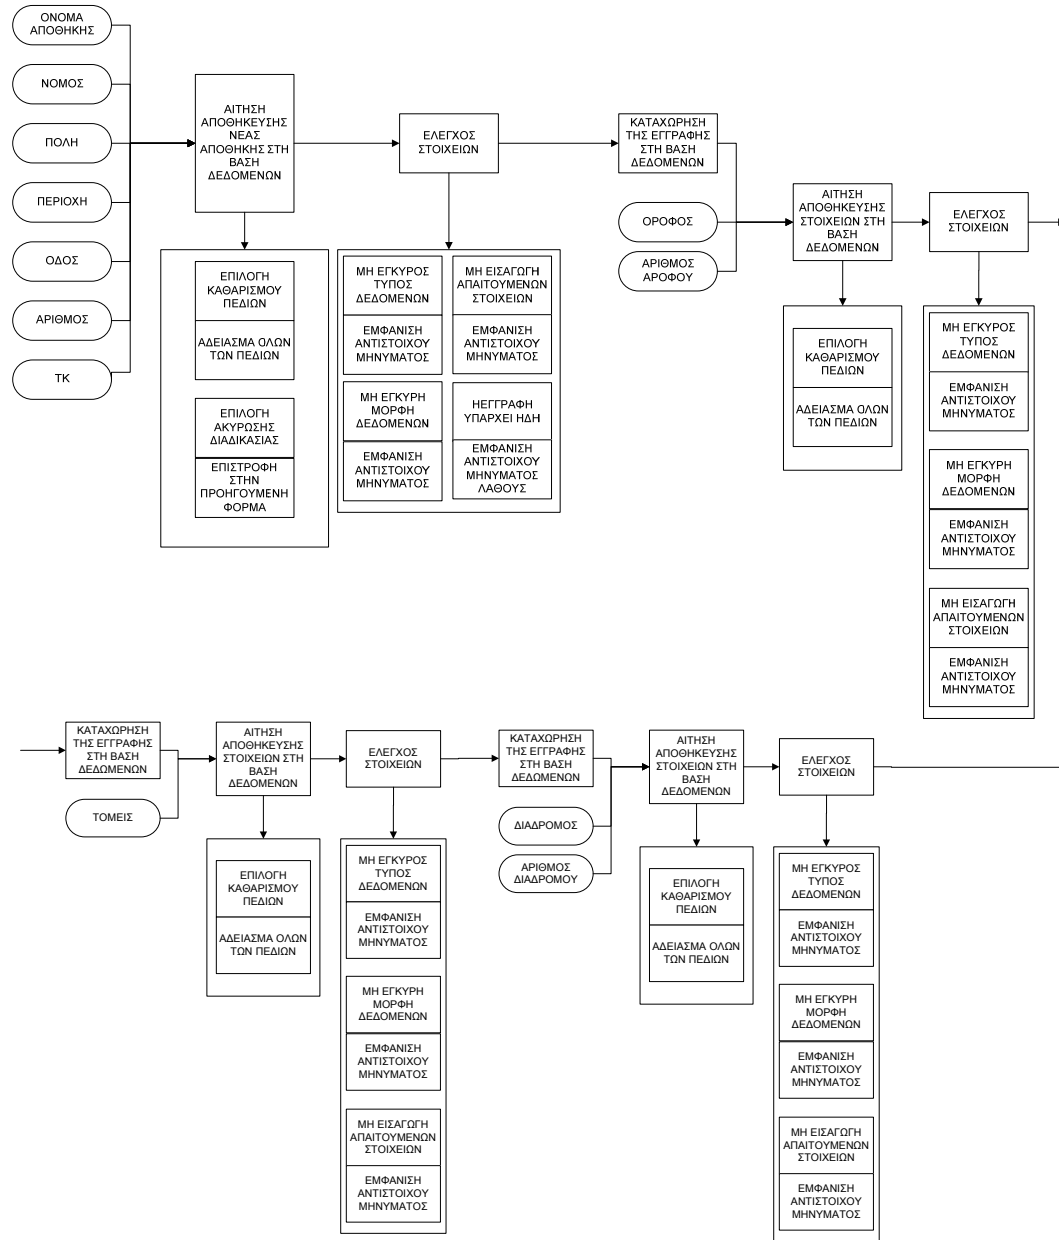 ΟΝΟΜΑ
ΑΠΟΘΗΚΗΣ
ΝΟΜΟΣ
ΠΟΛΗ
ΠΕΡΙΟΧΗ
ΟΔΟΣ
ΑΡΙΘΜΟΣ
ΤΚ
ΑΙΤΗΣΗ
ΑΠΟΘΗΚΕΥΣΗΣ
ΝΕΑΣ
ΑΠΟΘΗΚΗΣ ΣΤΗ
ΒΑΣΗ
ΔΕΔΟΜΕΝΩΝ
ΕΠΙΛΟΓΗ
ΚΑΘΑΡΙΣΜΟΥ
ΠΕΔΙΩΝ
ΑΔΕΙΑΣΜΑ ΟΛΩΝ
ΤΩΝ ΠΕΔΙΩΝ
ΕΠΙΛΟΓΗ
ΑΚΥΡΩΣΗΣ
ΔΙΑΔΙΚΑΣΙΑΣ
ΕΠΙΣΤΡΟΦΗ
ΣΤΗΝ
ΠΡΟΗΓΟΥΜΕΝΗ
ΦΟΡΜΑ
ΕΛΕΓΧΟΣ
ΣΤΟΙΧΕΙΩΝ
ΜΗ ΕΓΚΥΡΟΣ
ΤΥΠΟΣ
ΔΕΔΟΜΕΝΩΝ
ΕΜΦΑΝΙΣΗ
ΑΝΤΙΣΤΟΙΧΟΥ
ΜΗΝΥΜΑΤΟΣ
ΜΗ ΕΙΣΑΓΩΓΗ
ΑΠΑΙΤΟΥΜΕΝΩΝ
ΣΤΟΙΧΕΙΩΝ
ΕΜΦΑΝΙΣΗ
ΑΝΤΙΣΤΟΙΧΟΥ
ΜΗΝΥΜΑΤΟΣ
ΜΗ ΕΓΚΥΡΗ
ΜΟΡΦΗ
ΔΕΔΟΜΕΝΩΝ
ΕΜΦΑΝΙΣΗ
ΑΝΤΙΣΤΟΙΧΟΥ
ΜΗΝΥΜΑΤΟΣ
ΗΕΓΓΡΑΦΗ
ΥΠΑΡΧΕΙ ΗΔΗ
ΕΜΦΑΝΙΣΗ
ΑΝΤΙΣΤΟΙΧΟΥ
ΜΗΝΥΜΑΤΟΣ
ΛΑΘΟΥΣ
ΚΑΤΑΧΩΡΗΣΗ
ΤΗΣ ΕΓΓΡΑΦΗΣ
ΣΤΗ ΒΑΣΗ
ΔΕΔΟΜΕΝΩΝ
ΟΡΟΦΟΣ
ΑΡΙΘΜΟΣ
ΑΡΟΦΟΥ
ΑΙΤΗΣΗ
ΑΠΟΘΗΚΕΥΣΗΣ
ΣΤΟΙΧΕΙΩΝ ΣΤΗ
ΒΑΣΗ
ΔΕΔΟΜΕΝΩΝ
ΕΠΙΛΟΓΗ
ΚΑΘΑΡΙΣΜΟΥ
ΠΕΔΙΩΝ
ΑΔΕΙΑΣΜΑ ΟΛΩΝ
ΤΩΝ ΠΕΔΙΩΝ
ΕΛΕΓΧΟΣ
ΣΤΟΙΧΕΙΩΝ
ΜΗ ΕΓΚΥΡΟΣ
ΤΥΠΟΣ
ΔΕΔΟΜΕΝΩΝ
ΕΜΦΑΝΙΣΗ
ΑΝΤΙΣΤΟΙΧΟΥ
ΜΗΝΥΜΑΤΟΣ
ΜΗ ΕΓΚΥΡΗ
ΜΟΡΦΗ
ΔΕΔΟΜΕΝΩΝ
ΕΜΦΑΝΙΣΗ
ΑΝΤΙΣΤΟΙΧΟΥ
ΜΗΝΥΜΑΤΟΣ
ΜΗ ΕΙΣΑΓΩΓΗ
ΑΠΑΙΤΟΥΜΕΝΩΝ
ΣΤΟΙΧΕΙΩΝ
ΕΜΦΑΝΙΣΗ
ΑΝΤΙΣΤΟΙΧΟΥ
ΜΗΝΥΜΑΤΟΣ
ΚΑΤΑΧΩΡΗΣΗ
ΤΗΣ ΕΓΓΡΑΦΗΣ
ΣΤΗ ΒΑΣΗ
ΔΕΔΩΜΕΝΩΝ
ΤΟΜΕΙΣ
ΑΙΤΗΣΗ
ΑΠΟΘΗΚΕΥΣΗΣ
ΣΤΟΙΧΕΙΩΝ ΣΤΗ
ΒΑΣΗ
ΔΕΔΩΜΕΝΩΝ
ΕΠΙΛΟΓΗ
ΚΑΘΑΡΙΣΜΟΥ
ΠΕΔΙΩΝ
ΑΔΕΙΑΣΜΑ ΟΛΩΝ
ΤΩΝ ΠΕΔΙΩΝ
ΕΛΕΓΧΟΣ
ΣΤΟΙΧΕΙΩΝ
ΜΗ ΕΓΚΥΡΟΣ
ΤΥΠΟΣ
ΔΕΔΟΜΕΝΩΝ
ΕΜΦΑΝΙΣΗ
ΑΝΤΙΣΤΟΙΧΟΥ
ΜΗΝΥΜΑΤΟΣ
ΜΗ ΕΓΚΥΡΗ
ΜΟΡΦΗ
ΔΕΔΟΜΕΝΩΝ
ΕΜΦΑΝΙΣΗ
ΑΝΤΙΣΤΟΙΧΟΥ
ΜΗΝΥΜΑΤΟΣ
ΜΗ ΕΙΣΑΓΩΓΗ
ΑΠΑΙΤΟΥΜΕΝΩΝ
ΣΤΟΙΧΕΙΩΝ
ΕΜΦΑΝΙΣΗ
ΑΝΤΙΣΤΟΙΧΟΥ
ΜΗΝΥΜΑΤΟΣ
ΚΑΤΑΧΩΡΗΣΗ
ΤΗΣ ΕΓΓΡΑΦΗΣ
ΣΤΗ ΒΑΣΗ
ΔΕΔΩΜΕΝΩΝ
ΔΙΑΔΡΟΜΟΣ
ΑΡΙΘΜΟΣ
ΔΙΑΔΡΟΜΟΥ
ΑΙΤΗΣΗ
ΑΠΟΘΗΚΕΥΣΗΣ
ΣΤΟΙΧΕΙΩΝ ΣΤΗ
ΒΑΣΗ
ΔΕΔΩΜΕΝΩΝ
ΕΠΙΛΟΓΗ
ΚΑΘΑΡΙΣΜΟΥ
ΠΕΔΙΩΝ
ΑΔΕΙΑΣΜΑ ΟΛΩΝ
ΤΩΝ ΠΕΔΙΩΝ
ΕΛΕΓΧΟΣ
ΣΤΟΙΧΕΙΩΝ
ΜΗ ΕΓΚΥΡΟΣ
ΤΥΠΟΣ
ΔΕΔΟΜΕΝΩΝ
ΕΜΦΑΝΙΣΗ
ΑΝΤΙΣΤΟΙΧΟΥ
ΜΗΝΥΜΑΤΟΣ
ΜΗ ΕΓΚΥΡΗ
ΜΟΡΦΗ
ΔΕΔΟΜΕΝΩΝ
ΕΜΦΑΝΙΣΗ
ΑΝΤΙΣΤΟΙΧΟΥ
ΜΗΝΥΜΑΤΟΣ
ΜΗ ΕΙΣΑΓΩΓΗ
ΑΠΑΙΤΟΥΜΕΝΩΝ
ΣΤΟΙΧΕΙΩΝ
ΕΜΦΑΝΙΣΗ
ΑΝΤΙΣΤΟΙΧΟΥ
ΜΗΝΥΜΑΤΟΣ